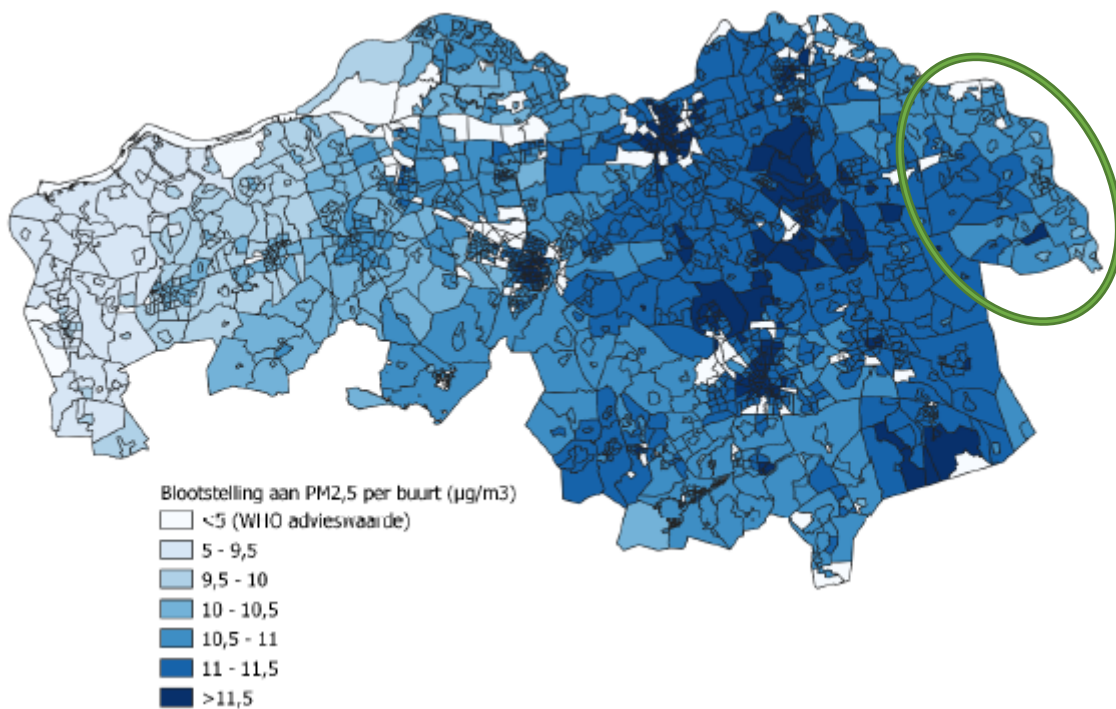 Blootstelling aan PM2,5 per buurt (µg/m3)
<5 (WHO advieswaarde)
5 - 9,5
9,5 - 10
10 - 10,5
10,5 - 11
11 - 11,5
>11,5